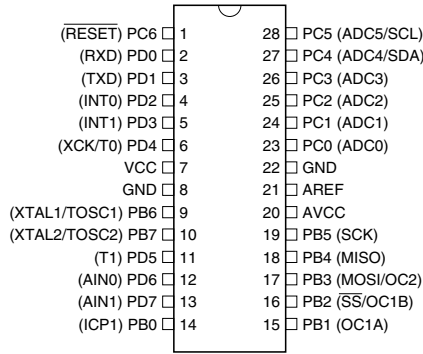 (RESET) PC6 1 28 PC5 (ADC5/SCL)
(RXD) PD0 2 27 PC4 (ADC4/SDA)
(TXD) PD1 3 26 PC3 (ADC3)
(INT0) PD2 4 25 PC2 (ADC2)
(INT1) PD3 5 24 PC1 (ADC1)
(XCK/T0) PD4 6 23 PC0 (ADC0)
VCC 7 22 GND
GND 8 21 AREF
(XTAL1/TOSC1) PB6 9 20 AVCC
(XTAL2/TOSC2) PB7 10 19 PB5 (SCK)
(T1) PD5 11 18 PB4 (MISO)
(AIN0) PD6 12 17 PB3 (MOSI/OC2)
(AIN1) PD7 13 16 PB2 (SS/OC1B)
(ICP1) PB0 14 15 PB1 (OC1A)